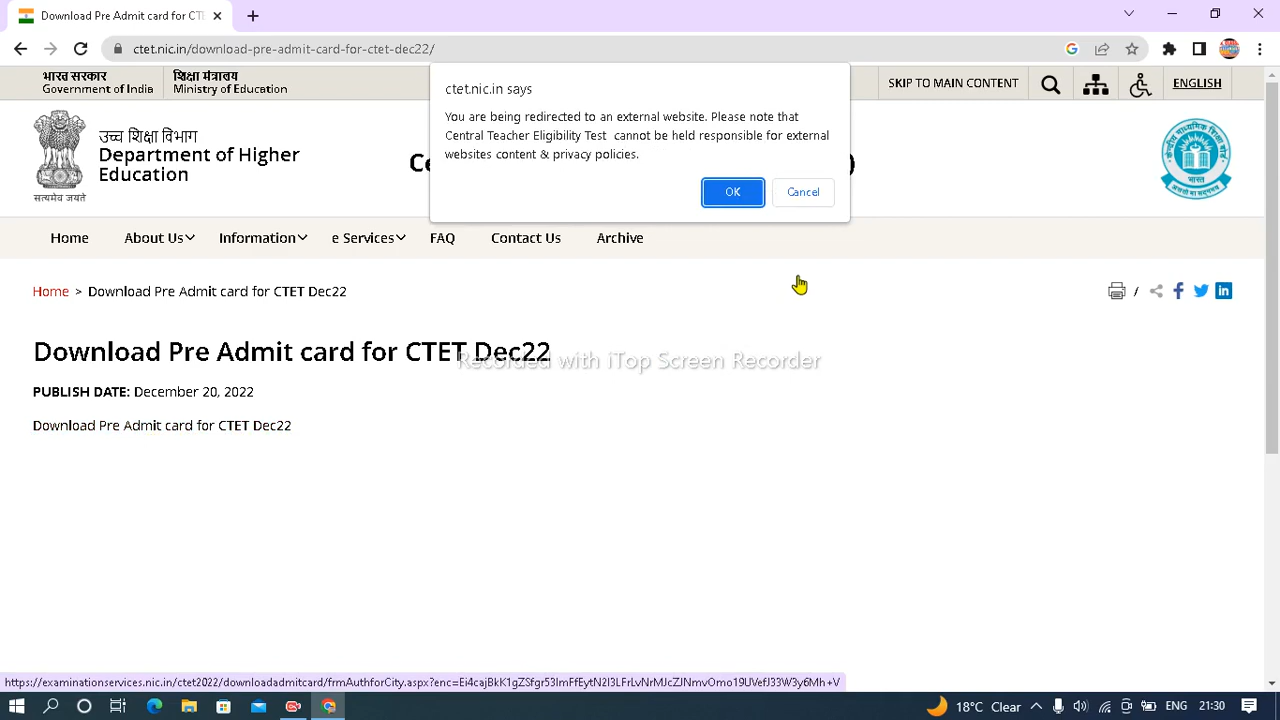 Download Pre Admit card for CTE
ctet.nic.in/download-pre-admit-card-for-ctet-dec22/
भारत सरकार
Government of India
शिक्षा मंत्रालय
Ministry of Education
SKIP TO MAIN CONTENT
ENGLISH
ctet.nic.in says
You are being redirected to an external website. Please note that
Central Teacher Eligibility Test cannot be held responsible for external
websites content & privacy policies.
OK
Cancel
उच्च शिक्षा विभाग
Department of Higher
Education
सत्यमेव जयते
Ce
)
भारत
Home
About Us
Information
e Services
FAQ
Contact Us
Archive
Home > Download Pre Admit card for CTET Dec22
Download Pre Admit card for CTET Dec22
Recorded with iTop Screen Recorder
PUBLISH DATE: December 20, 2022
Download Pre Admit card for CTET Dec22
18°C Clear
ENG
21:30